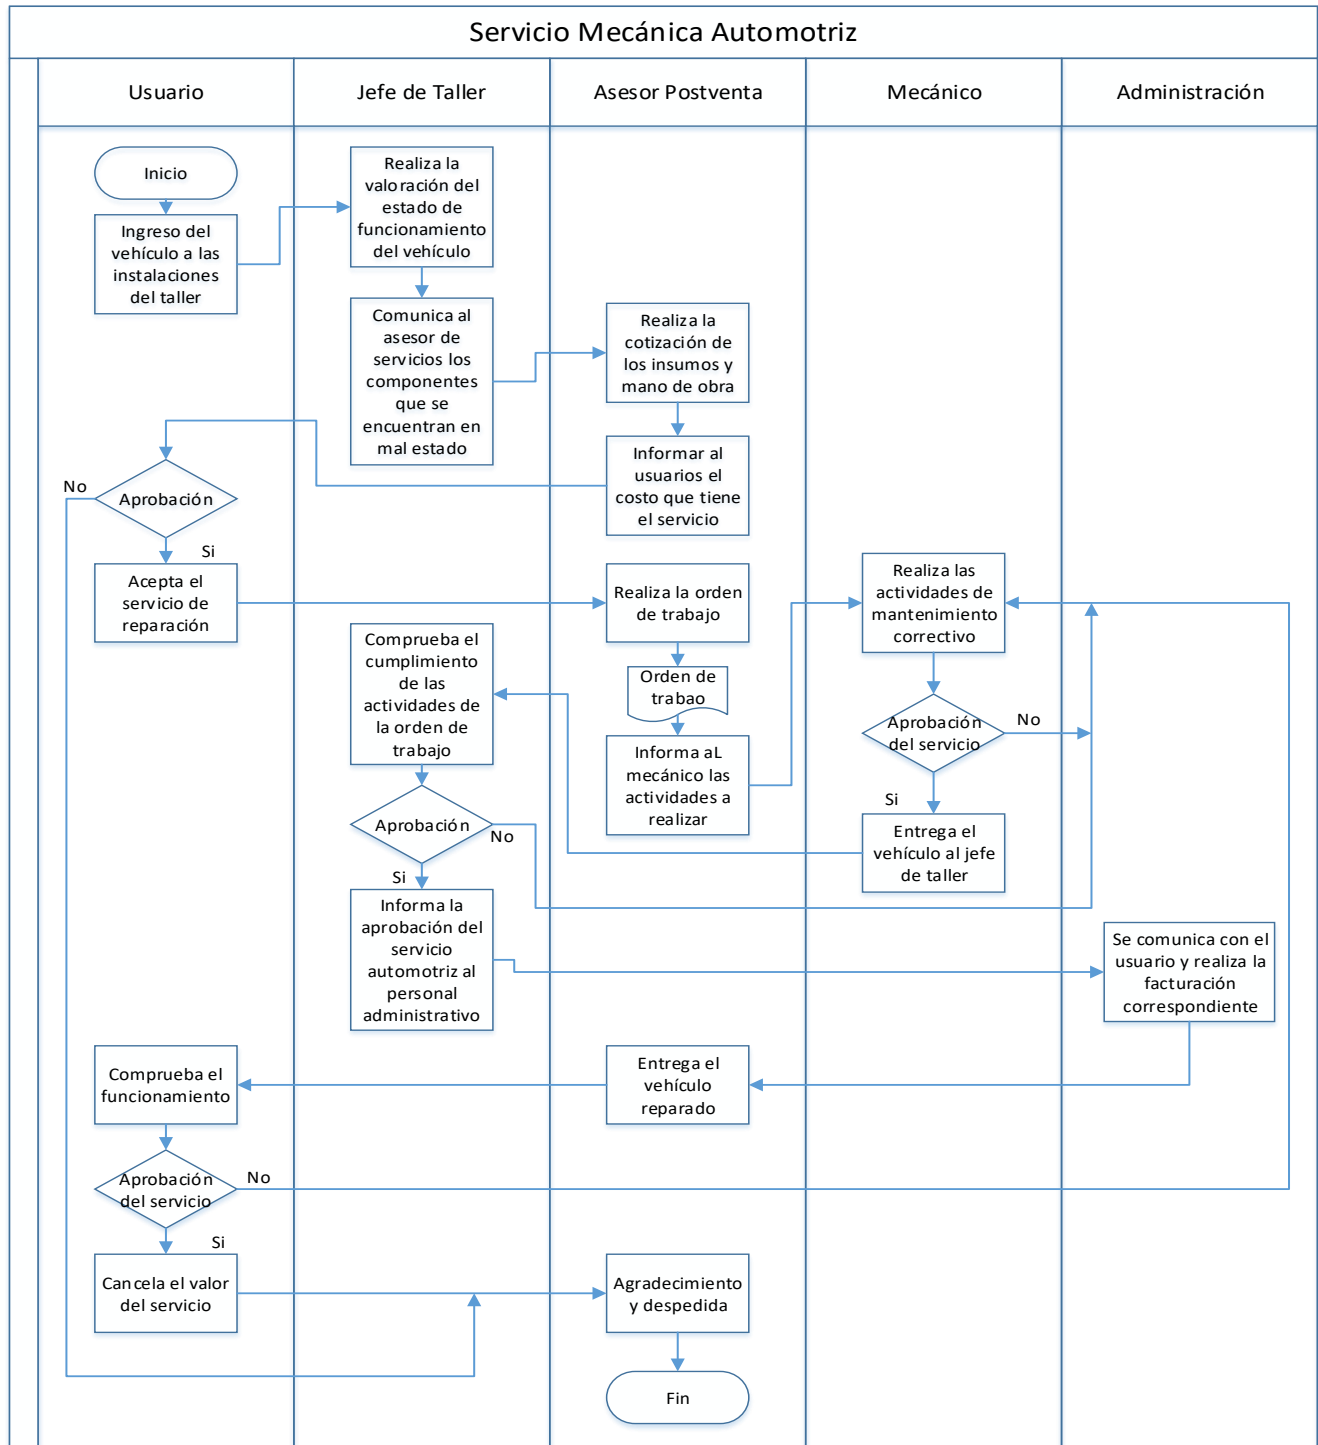 Servicio Mecánica Automotriz
Usuario
Jefe de Taller
Asesor Postventa
Mecánico
Administración
Inicio
Ingreso del
vehículo a las
instalaciones
del taller
Realiza la
valoración del
estado de
funcionamiento
del vehículo
Comunica al
asesor de
servicios los
componentes
que se
encuentran en
mal estado
Realiza la
cotización de
los insumos y
mano de obra
Informar al
usuarios el
costo que tiene
el servicio
No
Aprobación
Si
Acepta el
servicio de
reparación
Realiza la orden
de trabajo
Orden de
trabao
Informa aL
mecánico las
actividades a
realizar
Realiza las
actividades de
mantenimiento
correctivo
Aprobación
del servicio
No
Si
Entrega el
vehículo al jefe
de taller
Comprueba el
cumplimiento
de las
actividades de
la orden de
trabajo
Aprobación
No
Si
Informa la
aprobación del
servicio
automotriz al
personal
administrativo
Se comunica con el
usuario y realiza la
facturación
correspondiente
Entrega el
vehículo
reparado
Comprueba el
funcionamiento
Aprobación
del servicio
No
Si
Cancela el valor
del servicio
Agradecimiento
y despedida
Fin